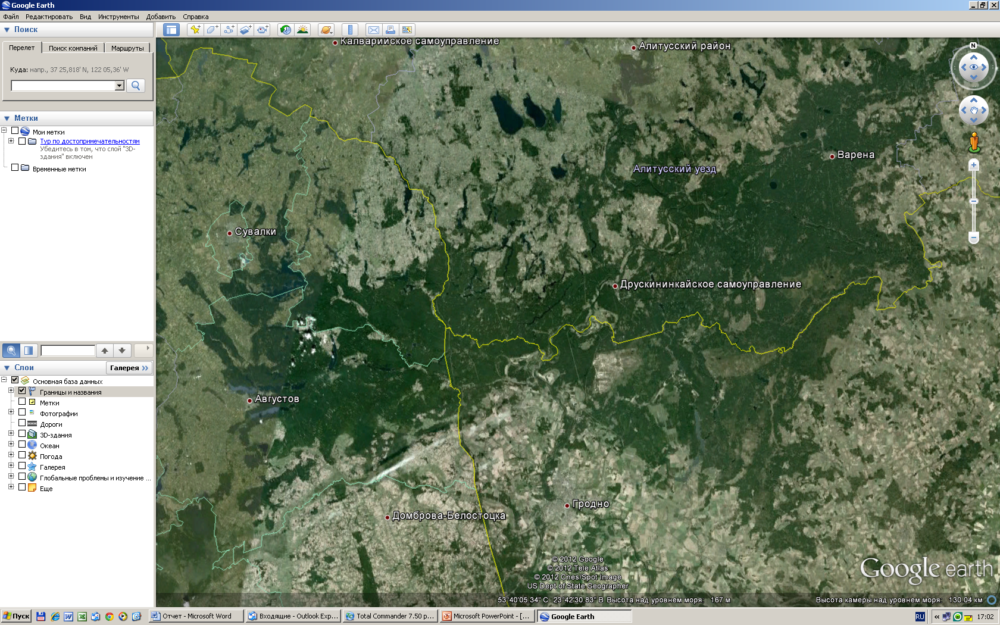 Google Earth
Файл Редактировать Вид Инструменты Добавить Справка
Поиск
Перелет Поиск компаний Маршруты
Куда: напр., 37 25,818' N, 122 05,36' W
Метки
Мои метки
Тур по достопримечательностям
Убедитесь в том, что слой "3D-
здания" включен
Временные метки
Слои
Галерея >>
Основная база данных
Границы и названия
Метки
Фотографии
Дороги
3D-здания
Океан
Погода
Галерея
Глобальные проблемы и изучение ...
Еще
Калварийское самоуправление
Алитусский район
N
Варена
Алитусский уезд
Сувалки
Друскининкайское самоуправление
Августов
Гродно
Домброва-Белостоцка
© 2012 Google
© 2012 Tele Atlas
© 2012 Cnes/Spot Image
US Dept of State Geographer
Google earth
53°40'05.34" С 23°42'30.83" В Высота над уровнем моря: 167 м
Высота камеры над уровнем моря: 130.04 км
Пуск
Отчет - Microsoft Word
Входящие - Outlook Exp...
Total Commander 7.50 p...
Microsoft PowerPoint - [...
Google Earth
RU
«
17:02